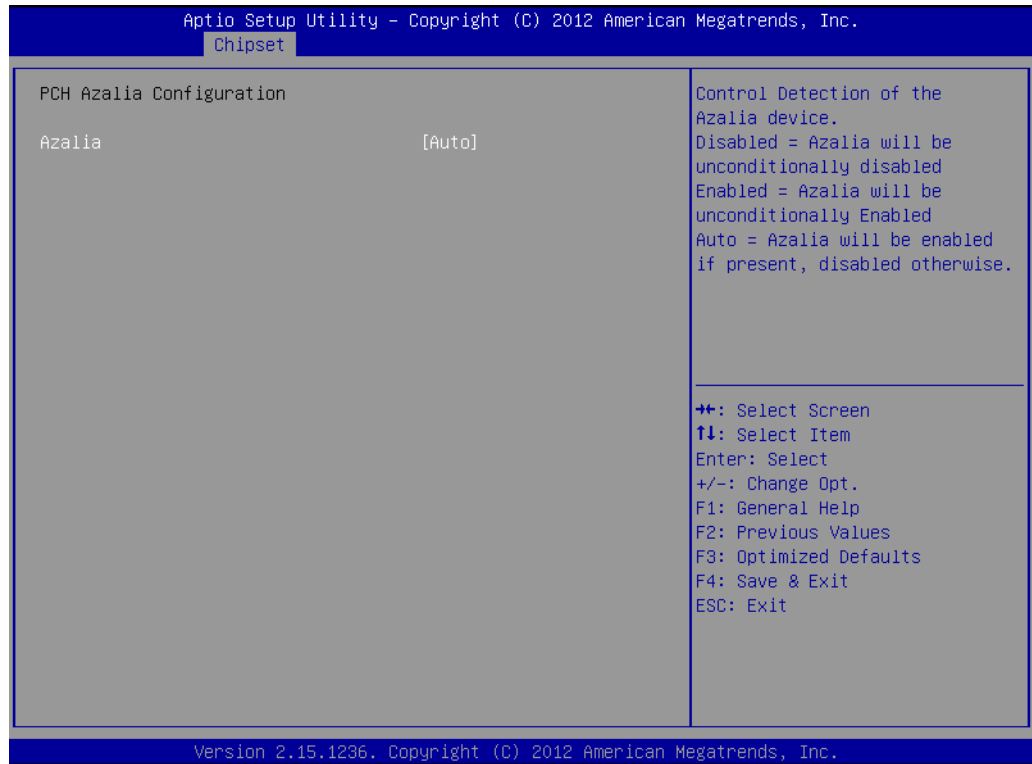 Aptio Setup Utility – Copyright (C) 2012 American Megatrends, Inc.
Chipset
PCH Azalia Configuration
Azalia [Auto]
Control Detection of the
Azalia device.
Disabled = Azalia will be
unconditionally disabled
Enabled = Azalia will be
unconditionally Enabled
Auto = Azalia will be enabled
if present, disabled otherwise.
→←: Select Screen
↑↓: Select Item
Enter: Select
+/-: Change Opt.
F1: General Help
F2: Previous Values
F3: Optimized Defaults
F4: Save & Exit
ESC: Exit
Version 2.15.1236. Copyright (C) 2012 American Megatrends, Inc.